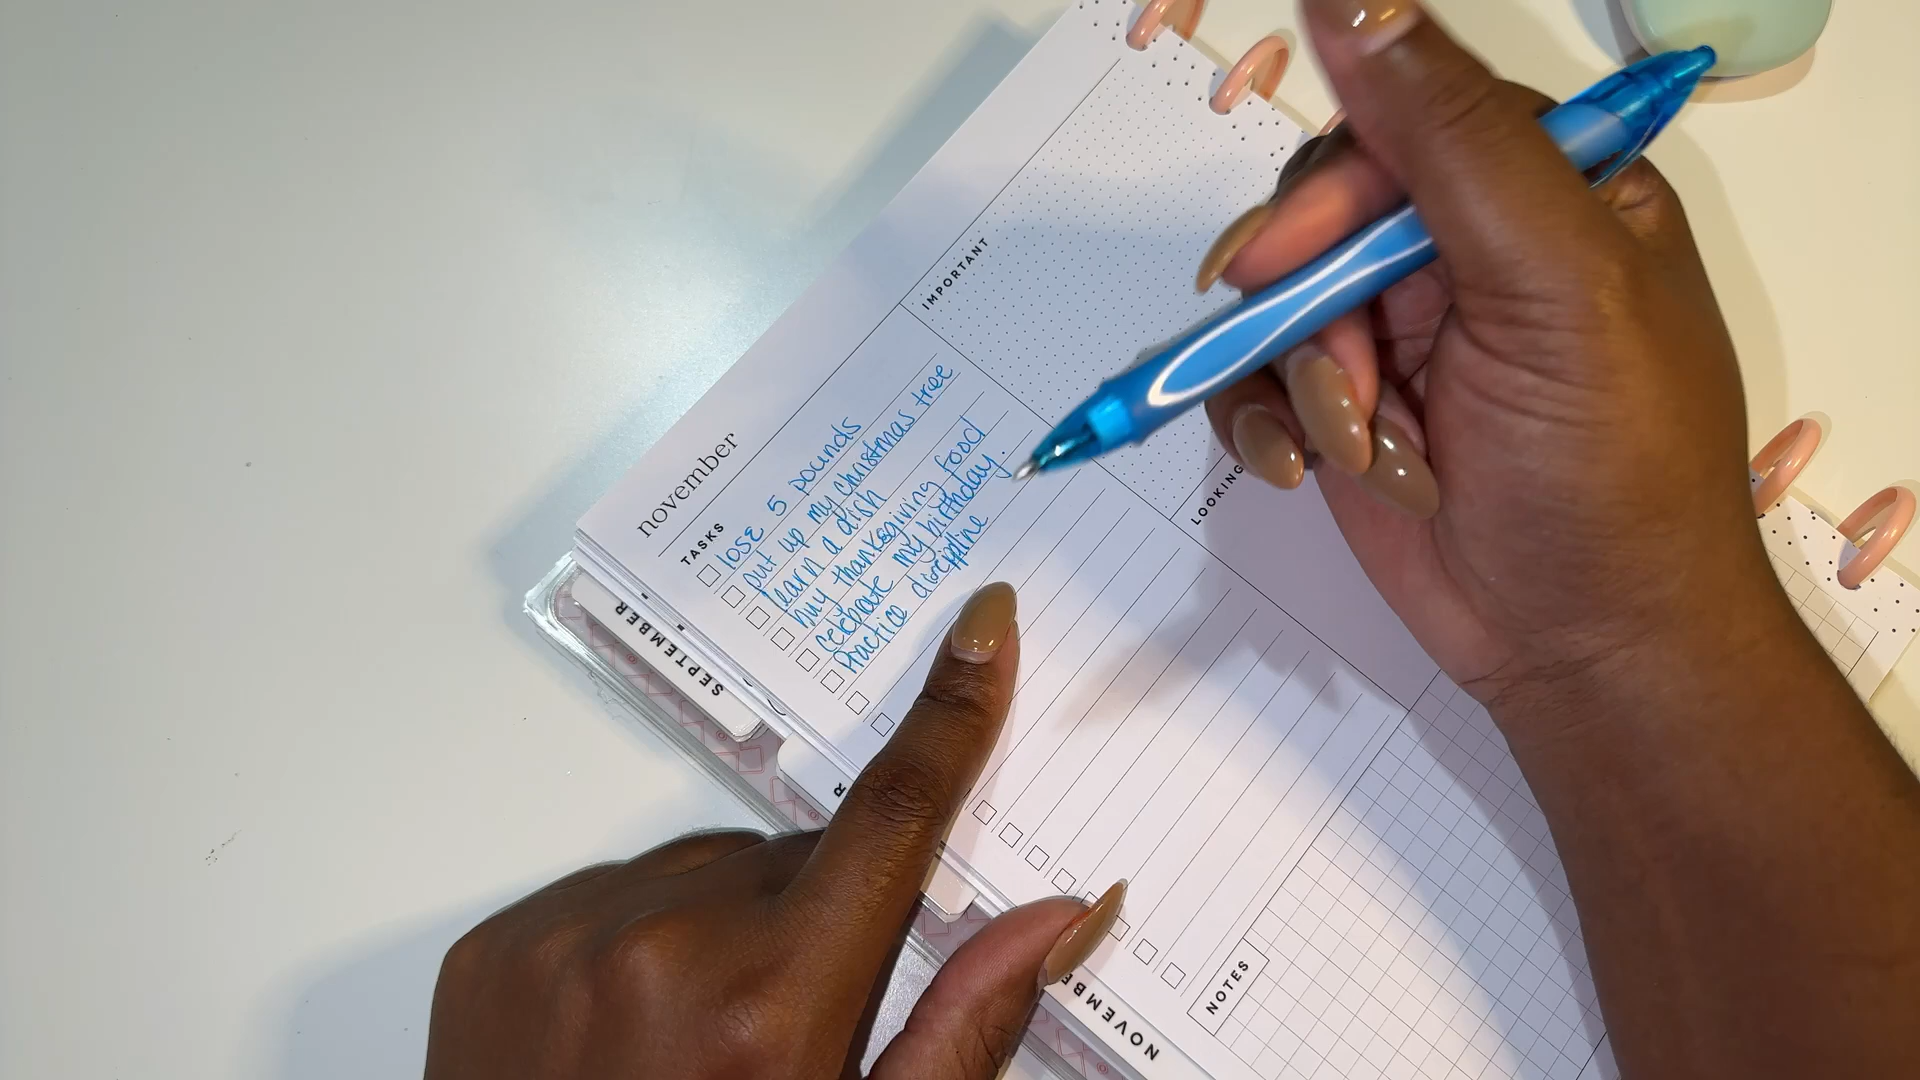 november
TASKS
lose 5 pounds
put up my christmas tree
learn a dish
buy thanksgiving food
celebrate my birthday.
Practice discipline
IMPORTANT
LOOKING
NOTES
SEPTEMBER
R
NOVEMBE